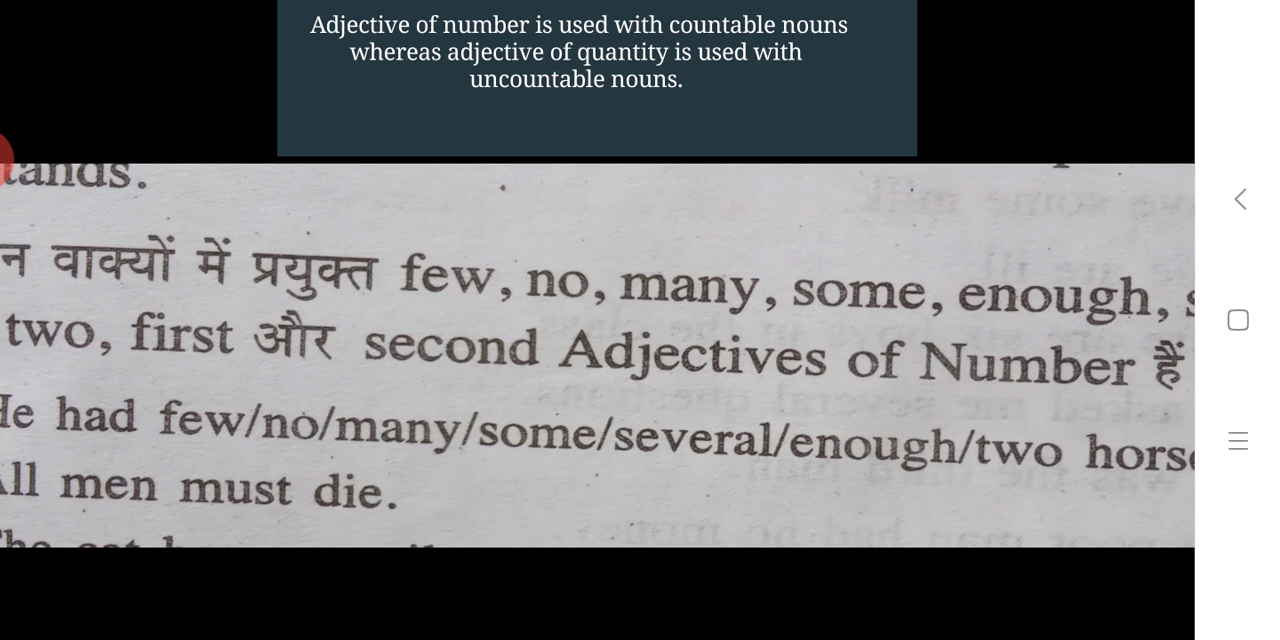 Adjective of number is used with countable nouns
whereas adjective of quantity is used with
uncountable nouns.
tands.
न वाक्यों में प्रयुक्त few, no, many, some, enough, s
two, first और second Adjectives of Number हैं
He had few/no/many/some/several/enough/two horse
All men must die.